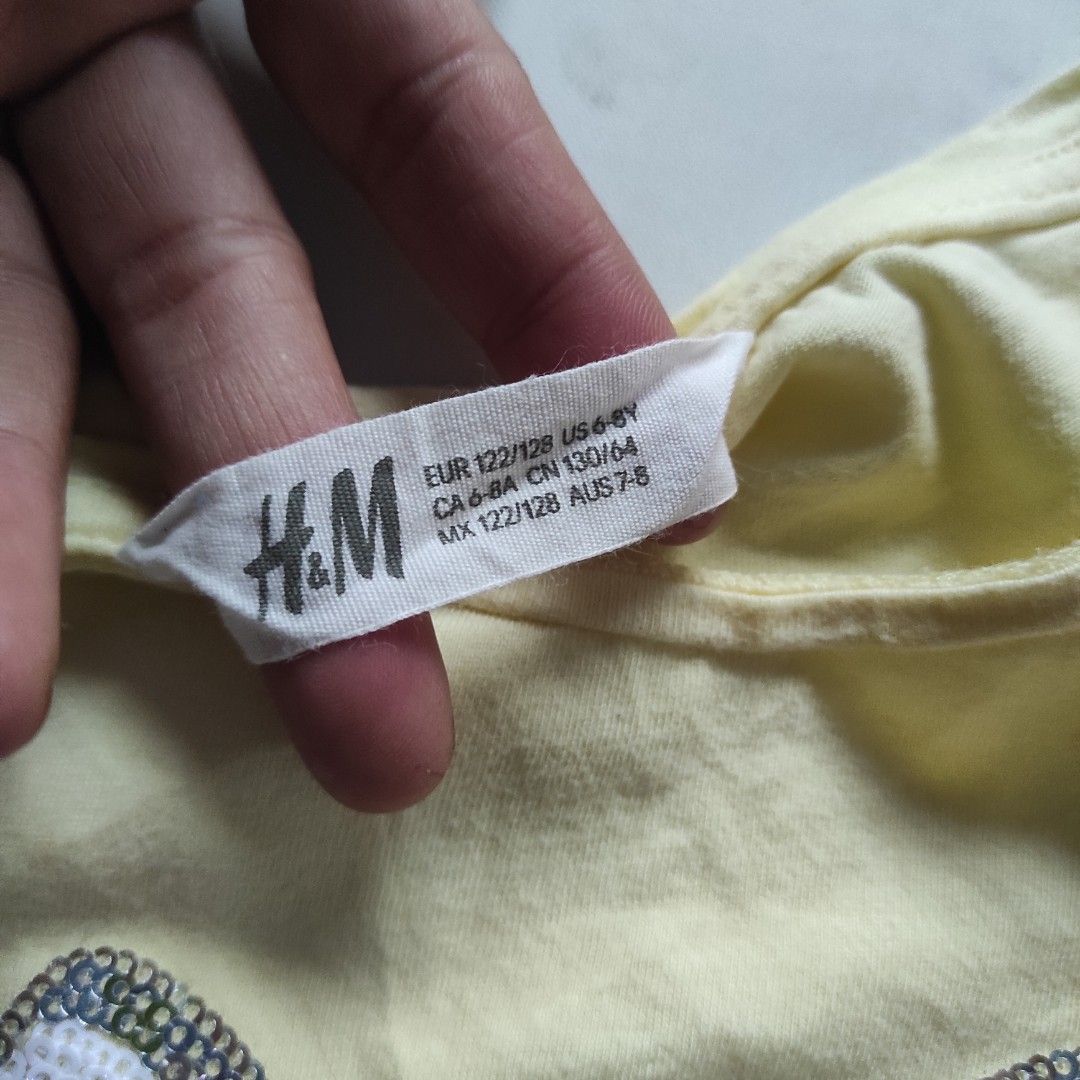 H&M
EUR 122/128 US 6-8Y
CA 6-8A CN 130/64
MX 122/128 AUS 7-8